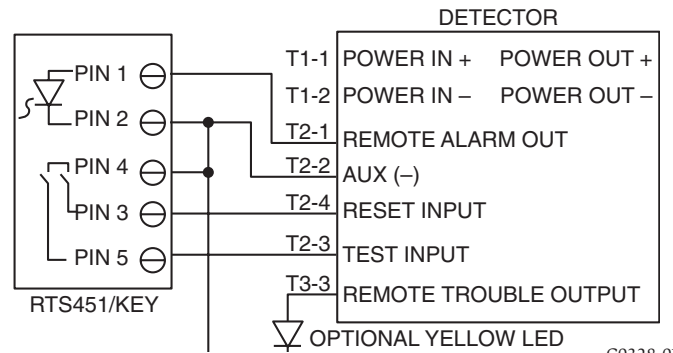 DETECTOR
T1-1 POWER IN + POWER OUT +
PIN 1
T1-2 POWER IN – POWER OUT –
PIN 2
T2-1 REMOTE ALARM OUT
PIN 4
T2-2 AUX (–)
PIN 3
T2-4 RESET INPUT
PIN 5
T2-3 TEST INPUT
RTS451/KEY
T3-3 REMOTE TROUBLE OUTPUT
OPTIONAL YELLOW LED